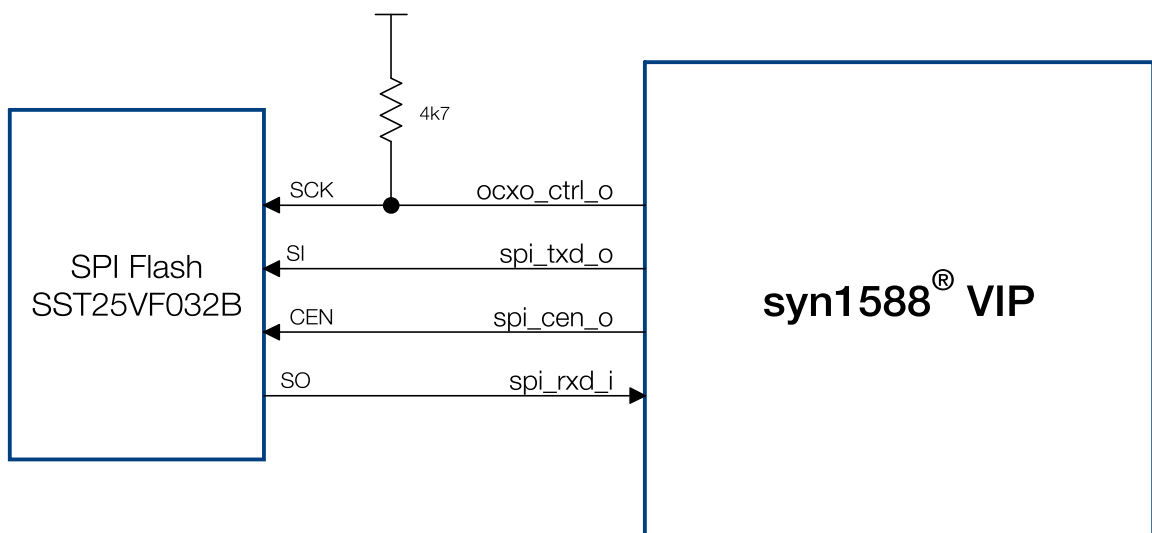 4k7
SCK ocxo_ctrl_o
SI spi_txd_o
CEN spi_cen_o
SO spi_rxd_i
SPI Flash
SST25VF032B
syn1588® VIP